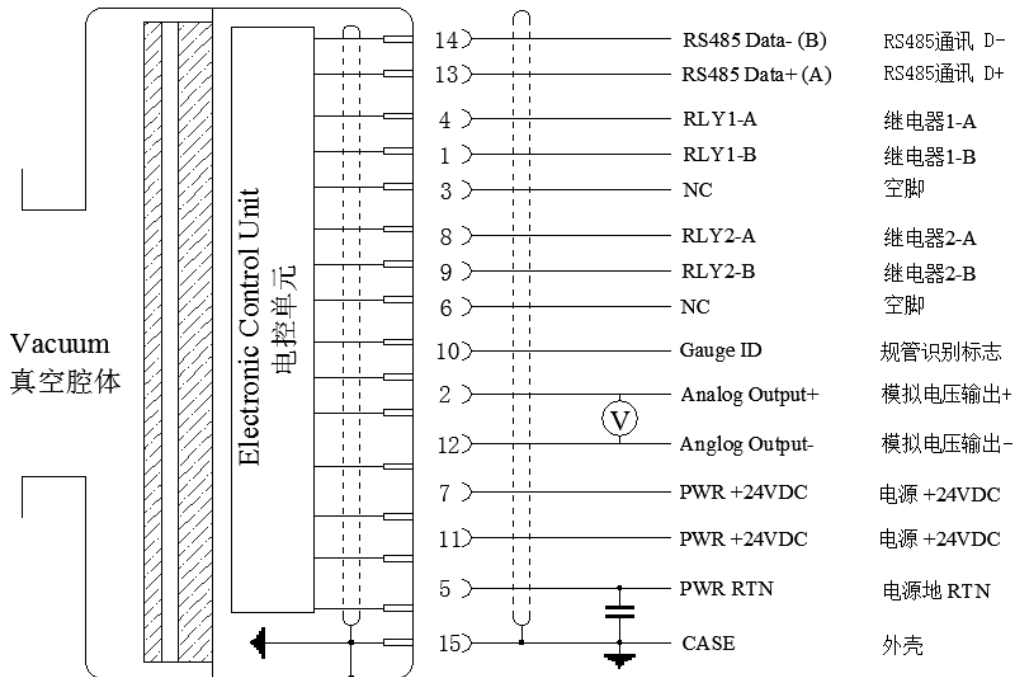 14 RS485 Data- (B) RS485通讯 D-
13 RS485 Data+ (A) RS485通讯 D+
4 RLY1-A 继电器1-A
1 RLY1-B 继电器1-B
3 NC 空脚
8 RLY2-A 继电器2-A
9 RLY2-B 继电器2-B
6 NC 空脚
10 Gauge ID 规管识别标志
2 Analog Output+ 模拟电压输出+
V
12 Anglog Output- 模拟电压输出-
7 PWR +24VDC 电源 +24VDC
11 PWR +24VDC 电源 +24VDC
5 PWR RTN 电源地 RTN
15 CASE 外壳
Electronic Control Unit
电控单元
Vacuum
真空腔体